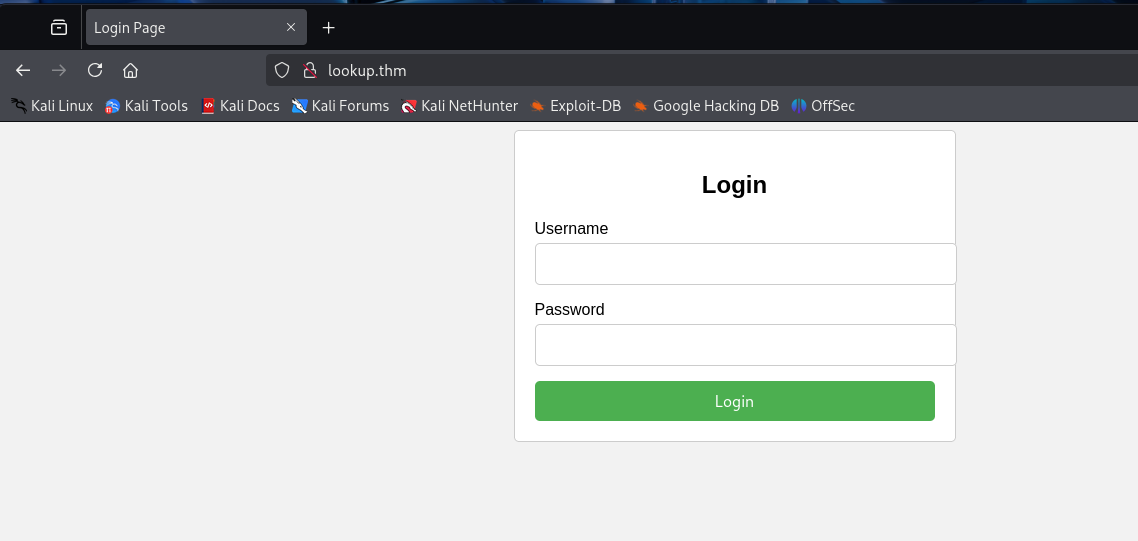 Login Page
lookup.thm
Kali Linux Kali Tools Kali Docs Kali Forums Kali NetHunter Exploit-DB Google Hacking DB OffSec
Login
Username
Password
Login